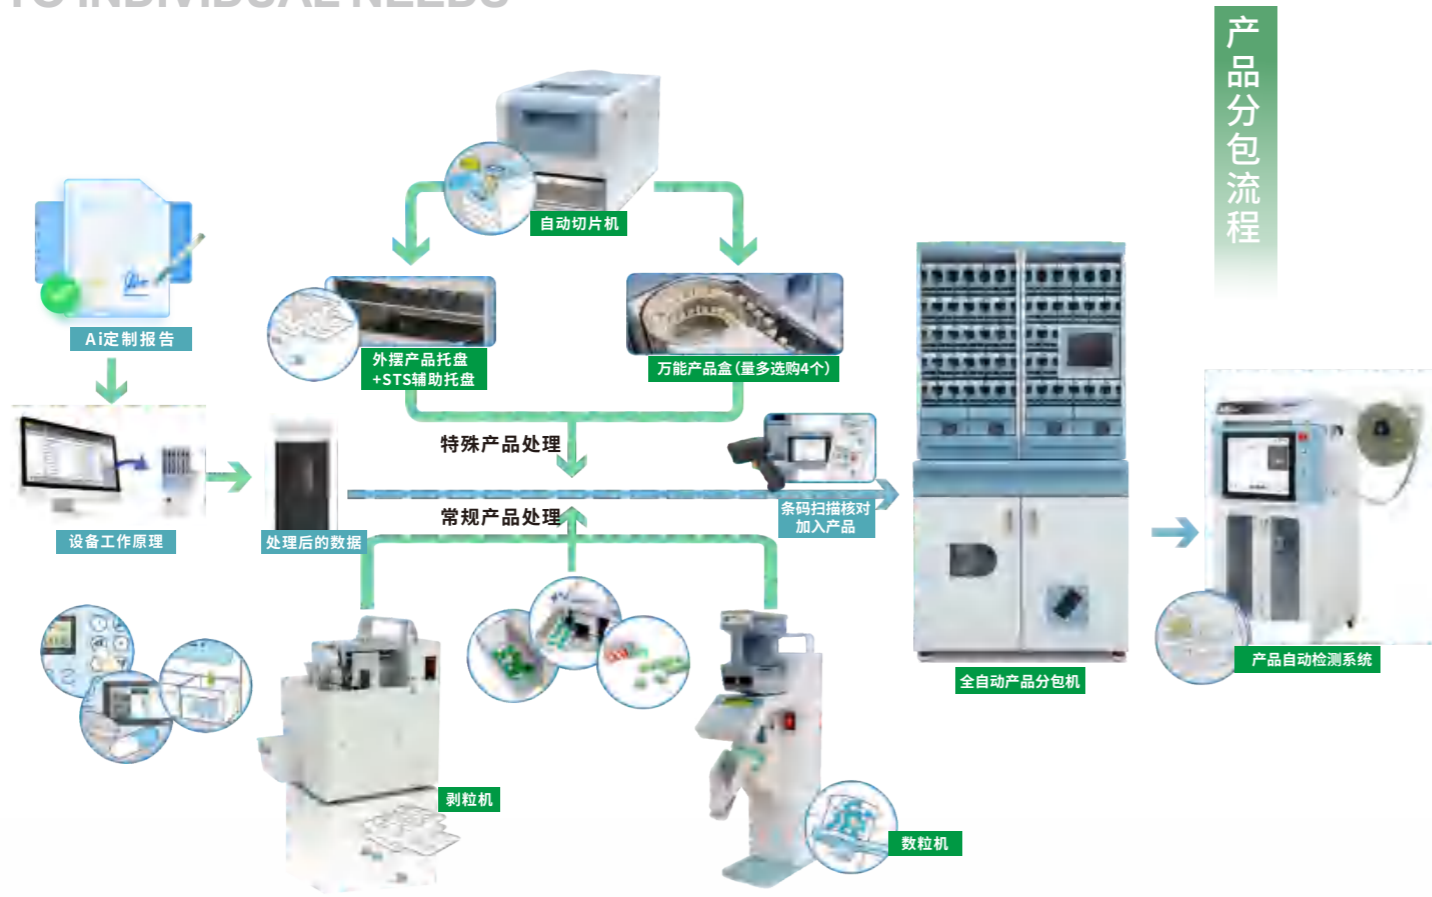 TO INDIVIDUAL NEEDS
产品分包流程
自动切片机
Ai定制报告
外摆产品托盘
+STS辅助托盘
万能产品盒（量多选购4个）
特殊产品处理
常规产品处理
条码扫描核对
加入产品
设备工作原理
处理后的数据
全自动产品分包机
产品自动检测系统
剥粒机
数粒机